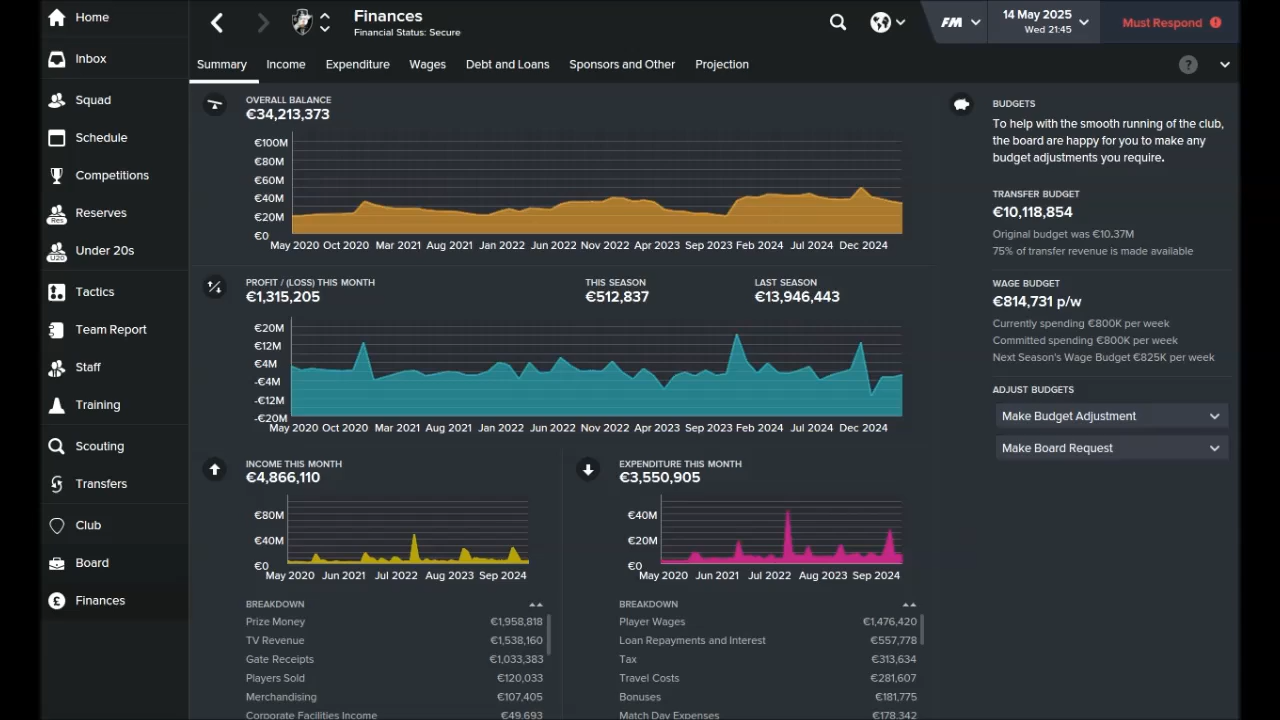 Home
Inbox
Squad
Schedule
Competitions
Res
Reserves
U20
Under 20s
Tactics
Team Report
Staff
Training
Scouting
Transfers
Club
Board
£
Finances
Finances
Financial Status: Secure
FM
14 May 2025
Wed 21:45
Must Respond
Summary Income Expenditure Wages Debt and Loans Sponsors and Other Projection
?
OVERALL BALANCE
€34,213,373
€100M
€80M
€60M
€40M
€20M
€0
May 2020 Oct 2020 Mar 2021 Aug 2021 Jan 2022 Jun 2022 Nov 2022 Apr 2023 Sep 2023 Feb 2024 Jul 2024 Dec 2024
PROFIT / (LOSS) THIS MONTH
€1,315,205
THIS SEASON
€512,837
LAST SEASON
€13,946,443
€20M
€12M
€4M
-€4M
-€12M
-€20M
May 2020 Oct 2020 Mar 2021 Aug 2021 Jan 2022 Jun 2022 Nov 2022 Apr 2023 Sep 2023 Feb 2024 Jul 2024 Dec 2024
INCOME THIS MONTH
€4,866,110
€80M
€40M
€0
May 2020 Jun 2021 Jul 2022 Aug 2023 Sep 2024
BREAKDOWN
Prize Money €1,958,818
TV Revenue €1,538,160
Gate Receipts €1,033,383
Players Sold €120,033
Merchandising €107,405
Corporate Facilities Income €49,693
EXPENDITURE THIS MONTH
€3,550,905
€40M
€20M
€0
May 2020 Jun 2021 Jul 2022 Aug 2023 Sep 2024
BREAKDOWN
Player Wages €1,476,420
Loan Repayments and Interest €557,778
Tax €313,634
Travel Costs €281,607
Bonuses €181,775
Match Day Expenses €178,342
BUDGETS
To help with the smooth running of the club,
the board are happy for you to make any
budget adjustments you require.
TRANSFER BUDGET
€10,118,854
Original budget was €10.37M
75% of transfer revenue is made available
WAGE BUDGET
€814,731 p/w
Currently spending €800K per week
Committed spending €800K per week
Next Season's Wage Budget €825K per week
ADJUST BUDGETS
Make Budget Adjustment
Make Board Request